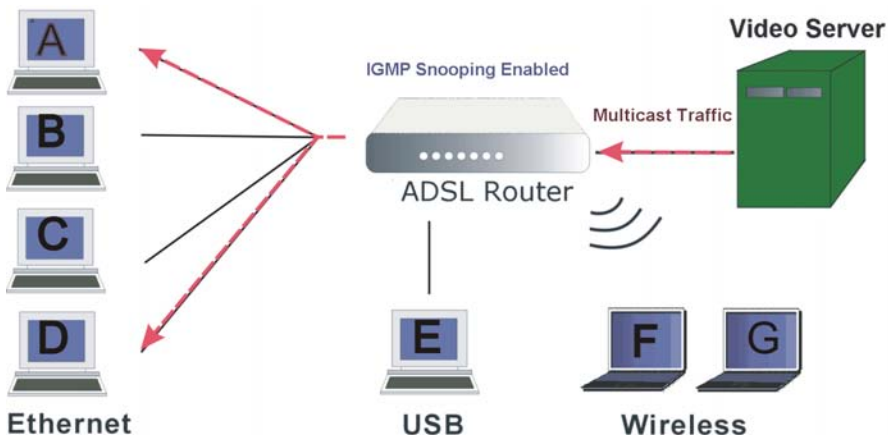 A
B
C
D
Ethernet
IGMP Snooping Enabled
ADSL Router
Multicast Traffic
Video Server
E
USB
F
G
Wireless